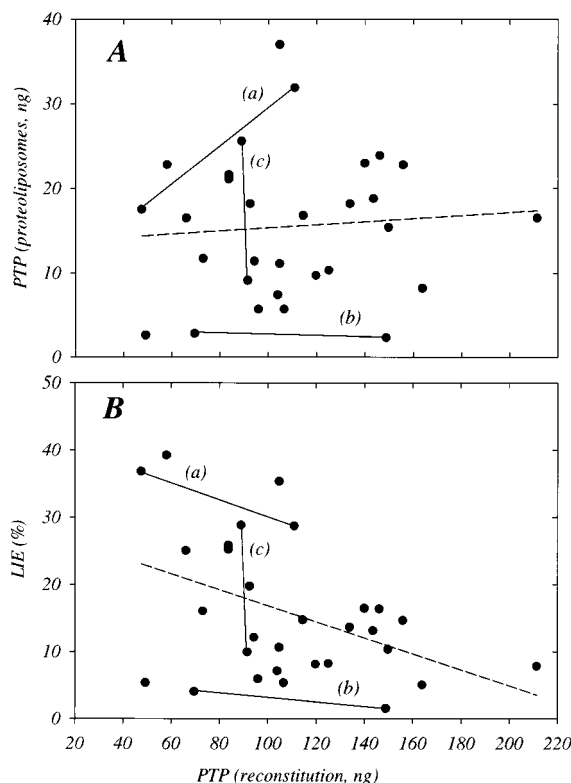 A
40
30
20
10
0
PTP (proteoliposomes, ng)
(a)
(c)
(b)
B
50
40
30
20
10
0
LIE (%)
(a)
(c)
(b)
20 40 60 80 100 120 140 160 180 200 220
PTP (reconstitution, ng)